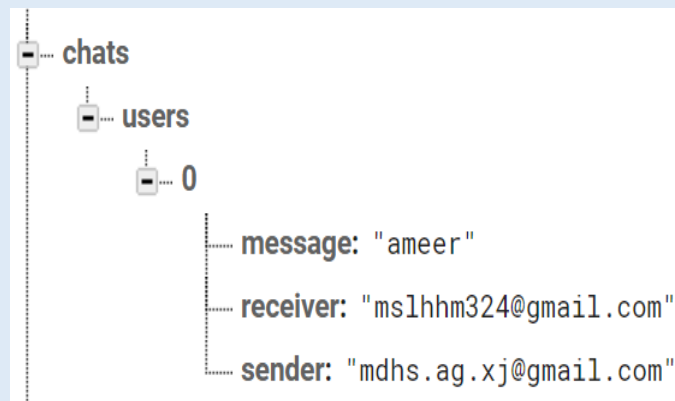 chats
users
0
message: "ameer"
receiver: "mslhhm324@gmail.com"
sender: "mdhs.ag.xj@gmail.com"